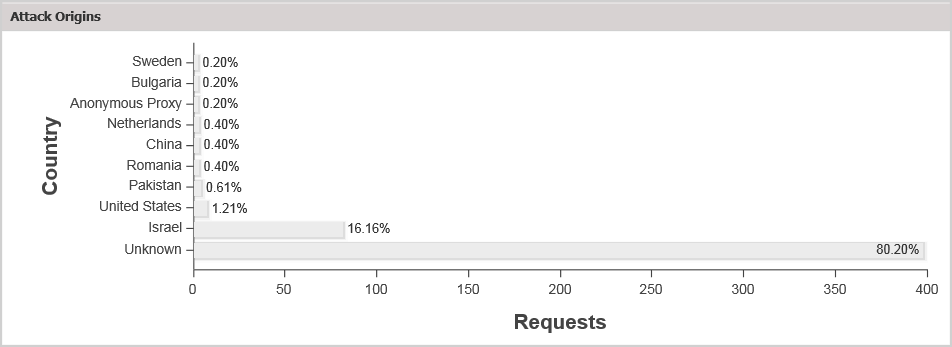 Attack Origins
Sweden 0.20%
Bulgaria 0.20%
Anonymous Proxy 0.20%
Netherlands 0.40%
China 0.40%
Romania 0.40%
Pakistan 0.61%
United States 1.21%
Israel 16.16%
Unknown 80.20%
Country
0 50 100 150 200 250 300 350 400
Requests